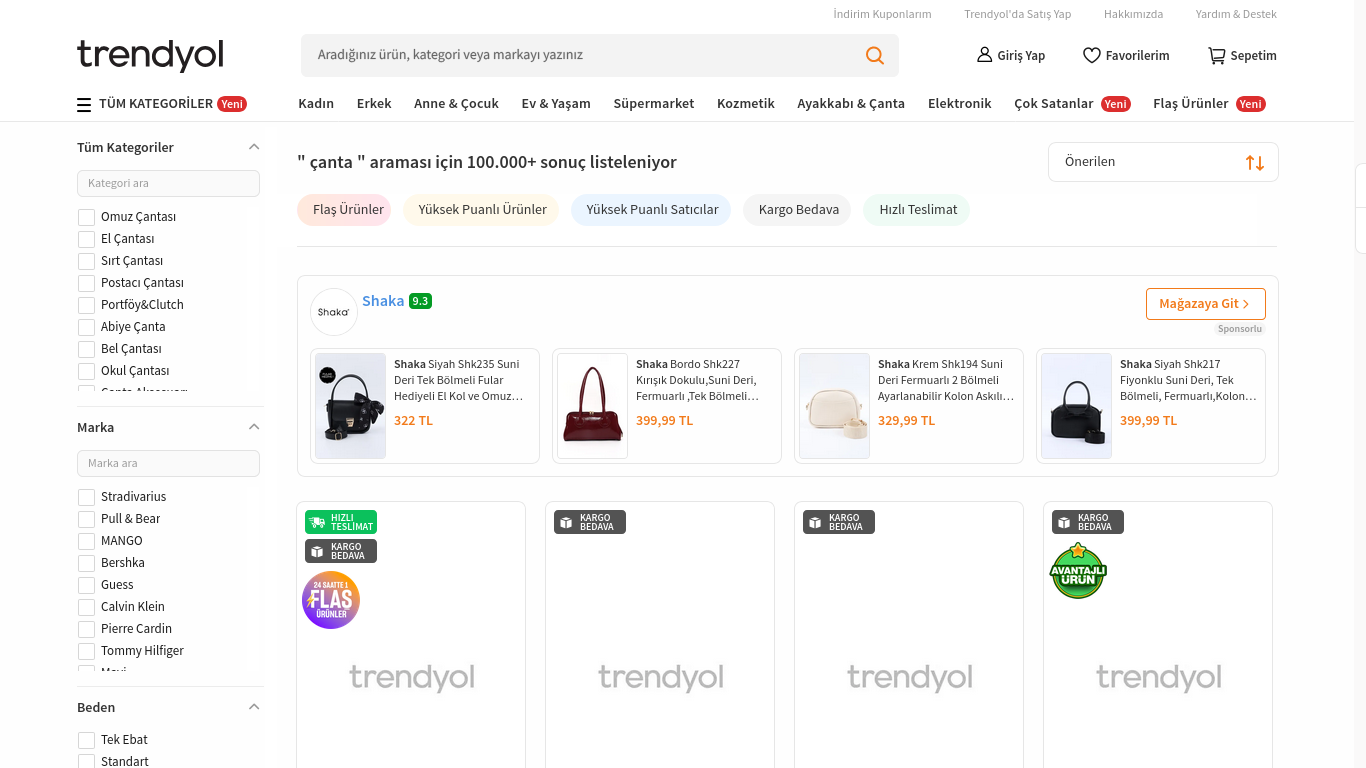 İndirim Kuponlarım
Trendyol'da Satış Yap
Hakkımızda
Yardım & Destek
trendyol
Aradığınız ürün, kategori veya markayı yazınız
Giriş Yap
Favorilerim
Sepetim
TÜM KATEGORİLER Yeni
Kadın
Erkek
Anne & Çocuk
Ev & Yaşam
Süpermarket
Kozmetik
Ayakkabı & Çanta
Elektronik
Çok Satanlar Yeni
Flaş Ürünler Yeni
Tüm Kategoriler
Kategori ara
Omuz Çantası
El Çantası
Sırt Çantası
Postacı Çantası
Portföy&Clutch
Abiye Çanta
Bel Çantası
Okul Çantası
Marka
Marka ara
Stradivarius
Pull & Bear
MANGO
Bershka
Guess
Calvin Klein
Pierre Cardin
Tommy Hilfiger
Beden
Tek Ebat
Standart
" çanta " araması için 100.000+ sonuç listeleniyor
Önerilen
Flaş Ürünler
Yüksek Puanlı Ürünler
Yüksek Puanlı Satıcılar
Kargo Bedava
Hızlı Teslimat
Shaka
Shaka 9.3
Mağazaya Git
Sponsorlu
Shaka Siyah Shk235 Suni
Deri Tek Bölmeli Fular
Hediyeli El Kol ve Omuz…
322 TL
Shaka Bordo Shk227
Kırışık Dokulu,Suni Deri,
Fermuarlı ,Tek Bölmeli…
399,99 TL
Shaka Krem Shk194 Suni
Deri Fermuarlı 2 Bölmeli
Ayarlanabilir Kolon Askılı…
329,99 TL
Shaka Siyah Shk217
Fiyonklu Suni Deri, Tek
Bölmeli, Fermuarlı,Kolon…
399,99 TL
HIZLI
TESLİMAT
KARGO
BEDAVA
24 SAATTE 1
FLAŞ
ÜRÜNLER
trendyol
KARGO
BEDAVA
trendyol
KARGO
BEDAVA
trendyol
KARGO
BEDAVA
AVANTAJLI
ÜRÜN
trendyol